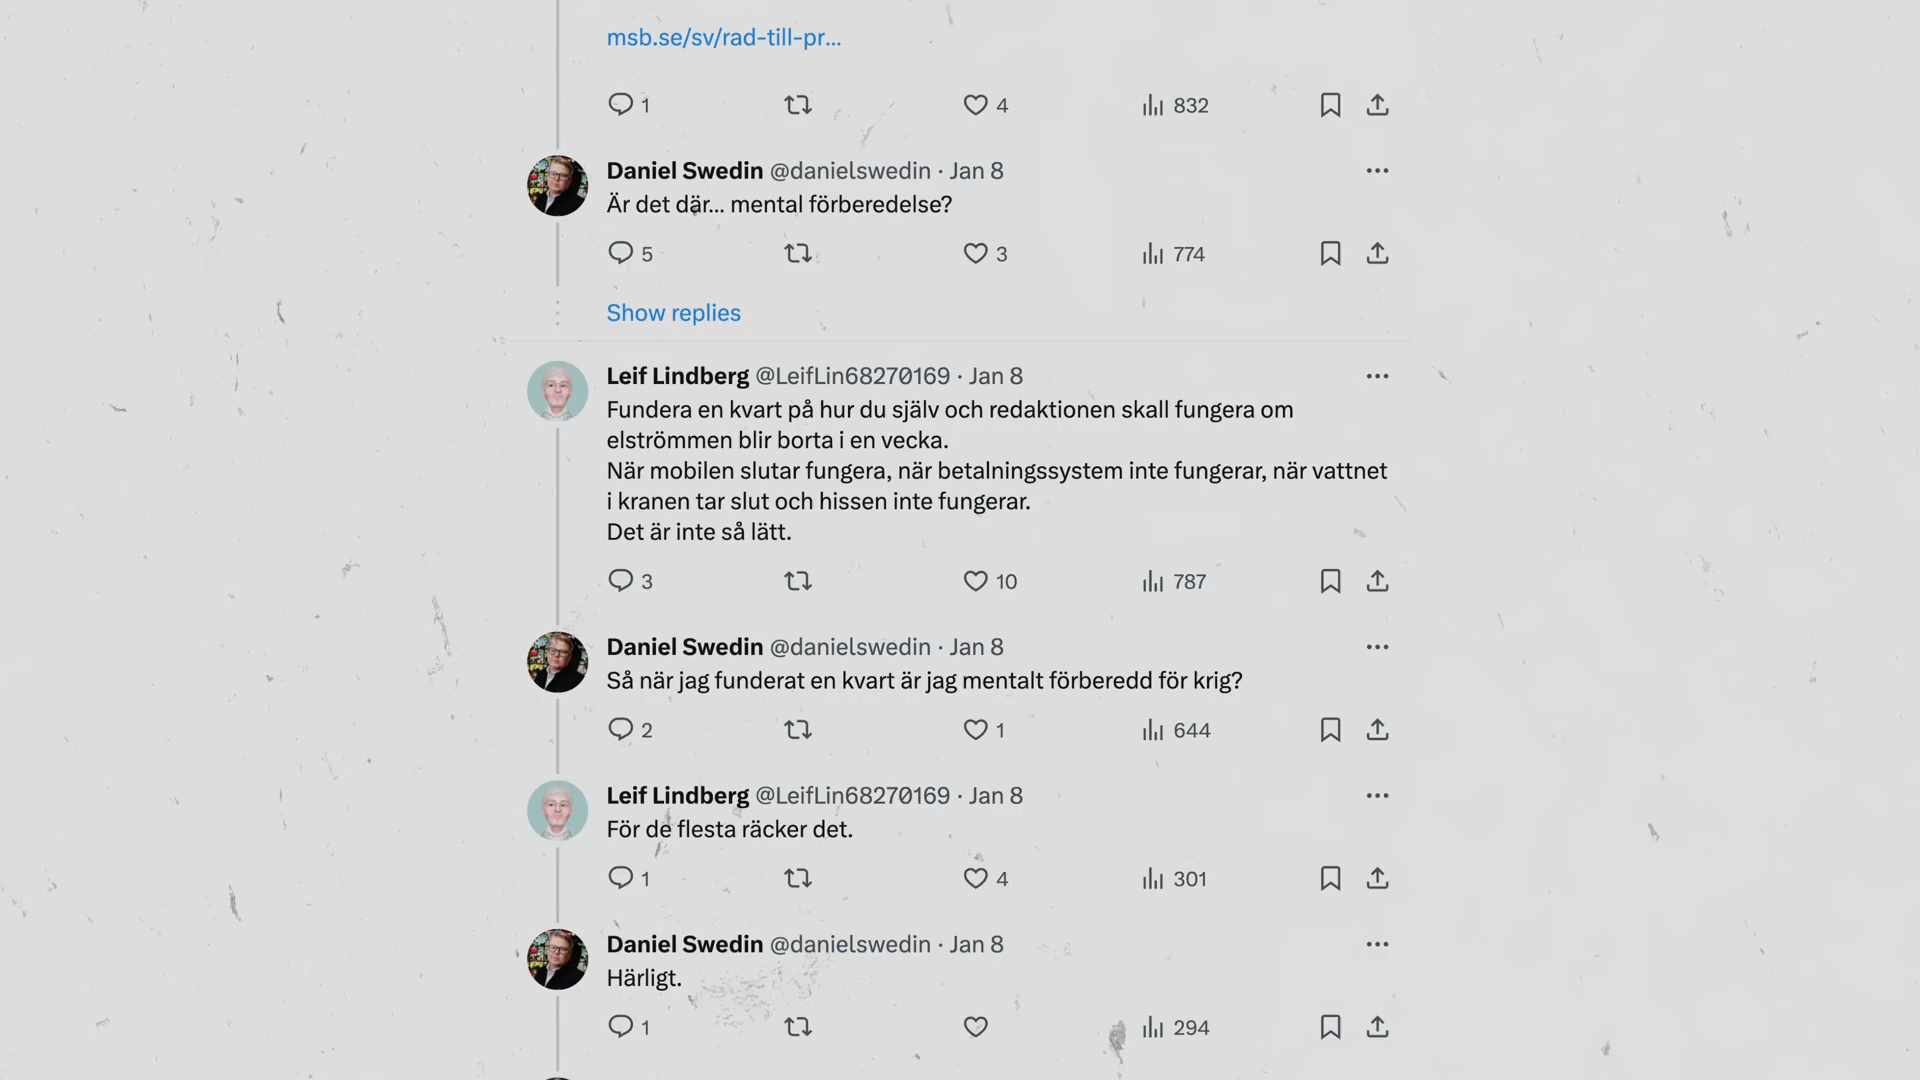 msb.se/sv/rad-till-pr...
1 4 832
Daniel Swedin @danielswedin · Jan 8
Är det där... mental förberedelse?
5 3 774
Show replies
Leif Lindberg @LeifLin68270169 · Jan 8
Fundera en kvart på hur du själv och redaktionen skall fungera om
elströmmen blir borta i en vecka.
När mobilen slutar fungera, när betalningssystem inte fungerar, när vattnet
i kranen tar slut och hissen inte fungerar.
Det är inte så lätt.
3 10 787
Daniel Swedin @danielswedin · Jan 8
Så när jag funderat en kvart är jag mentalt förberedd för krig?
2 1 644
Leif Lindberg @LeifLin68270169 · Jan 8
För de flesta räcker det.
1 4 301
Daniel Swedin @danielswedin · Jan 8
Härligt.
1 294